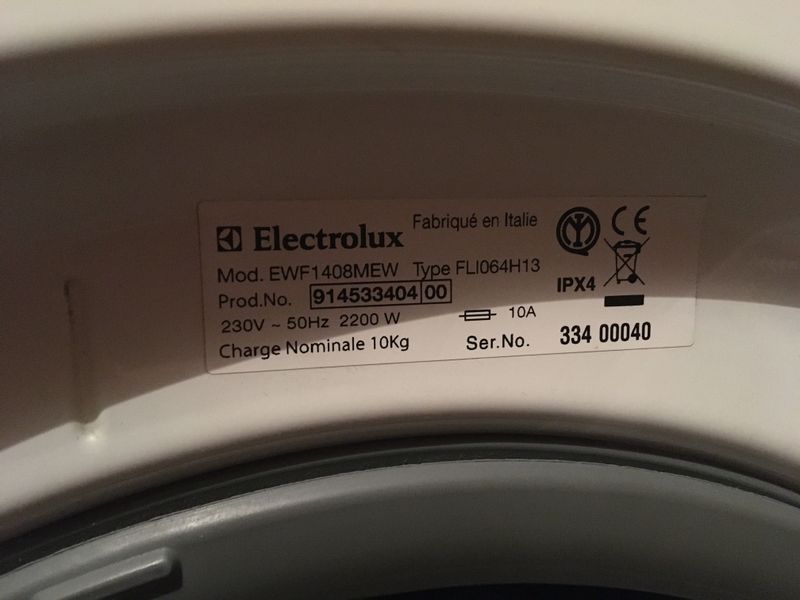 Electrolux Fabriqué en Italie CE
Mod. EWF1408MEW Type FLI064H13
Prod.No. 914533404 00 IPX4
230V ~ 50Hz 2200 W 10A
Charge Nominale 10Kg Ser.No. 334 00040